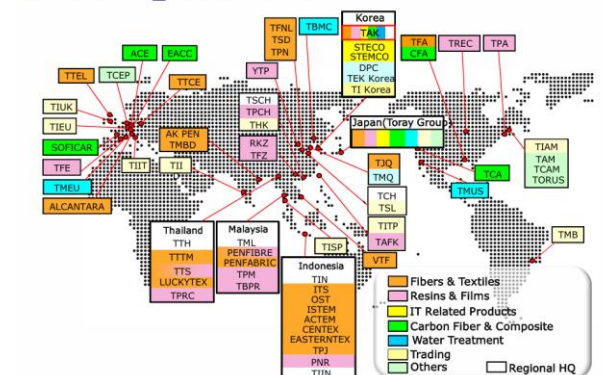 Korea
TAK
STECO
STEMCO
DPC
TEK Korea
TI Korea
TFNL
TSD
TPN
TBMC
TFA
CFA
TREC
TPA
ACE
EACC
TTEL
TCEP
TTCE
YTP
TIUK
TIEU
SOFICAR
TFE
TMEU
ALCANTARA
TIIT
TII
AK PEN
TMBD
TSCH
TPCH
THK
RKZ
TFZ
Japan(Toray Group)
TJQ
TMQ
TCH
TSL
TITP
TAFK
VTF
TISP
TCA
TMUS
TIAM
TAM
TCAM
TORUS
TMB
Thailand
TTH
TTTM
TTS
LUCKYTEX
TPRC
Malaysia
TML
PENFIBRE
PENFABRIC
TPM
TBPR
Indonesia
TIN
ITS
OST
ISTEM
ACTEM
CENTEX
EASTERNTEX
TPJ
PNR
TIIN
Fibers & Textiles
Resins & Films
IT Related Products
Carbon Fiber & Composite
Water Treatment
Trading
Others
Regional HQ